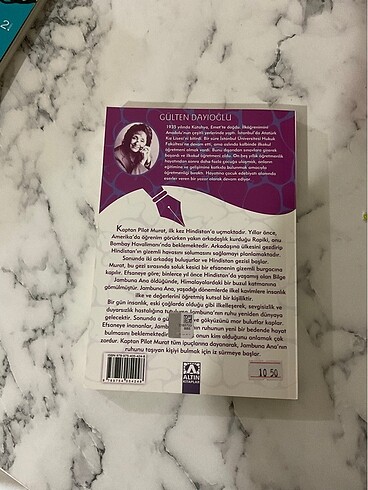 2!
GÜLTEN DAYIOĞLU
1935 yılında Kütahya, Emet'te doğdu. İlköğrenimini
Anadolu'nun çeşitli yerlerinde yaptı. İstanbul'da Atatürk
Kız Lisesi'ni bitirdi. Bir süre İstanbul Üniversitesi Hukuk
Fakültesi'ne devam etti, ama aslında kalbinde ilkokul
öğretmeni olmak vardı. Bunu dışarıdan sınavlara girerek
başardı ve ilkokul öğretmeni oldu. On beş yıllık öğretmenlik
hayatından sonra daha fazla çocuğa ulaşmak, onların
eğitimine ve gelişimine katkıda bulunmak amacıyla
öğretmenliği bıraktı. Hayatına çocuk edebiyatı alanında
eserler veren bir yazar olarak devam ediyor.
Kaptan Pilot Murat, ilk kez Hindistan'a uçmaktadır. Yıllar önce,
Amerika'da öğrenim görürken yakın arkadaşlık kurduğu Rapiki, onu
Bombay Havalimanı'nda beklemektedir. Arkadaşına ülkesini gezdirip
Hindistan'ın gizemli havasını solumasını sağlamayı planlamaktadır.
Sonunda iki arkadaş buluşurlar ve Hindistan gezisi başlar.
Murat, bu gezi sırasında soluk kesici bir efsanenin gizemli burgacına
kapılır. Efsaneye göre; binlerce yıl önce Hindistan'da yaşamış olan Bilge
Jambuna Ana öldüğünde, Himalayalardaki bir buzul katmanına
gömülmüştür. Jambuna Ana, yaşadığı dönemlerde ilkel kavimlere insanlık
ilke ve değerlerini öğretmiş kutsal bir kişiliktir.
Bir gün insanlık, eski çağlarda olduğu gibi ilkelleşerek, sevgisizlik ve
duyarsızlık hastalığına tutulunca Jambuna'nın ruhu yeniden dünyaya
gelecektir. Sonunda o gün gökyüzünü mor bulutlar kaplar.
Efsaneye inananlar, Jambuna ruhunun yeni bir bedende hayat
bulmasını beklemektedir onun kim olduğunu anlamak çok
zordur. Kaptan Pilot Murat tüm ipuçlarına dayanarak, Jambuna Ana'nın
ruhunu taşıyan kişiyi bulmak için iz sürmeye başlar.
ALTIN
KİTAPLAR
10.50